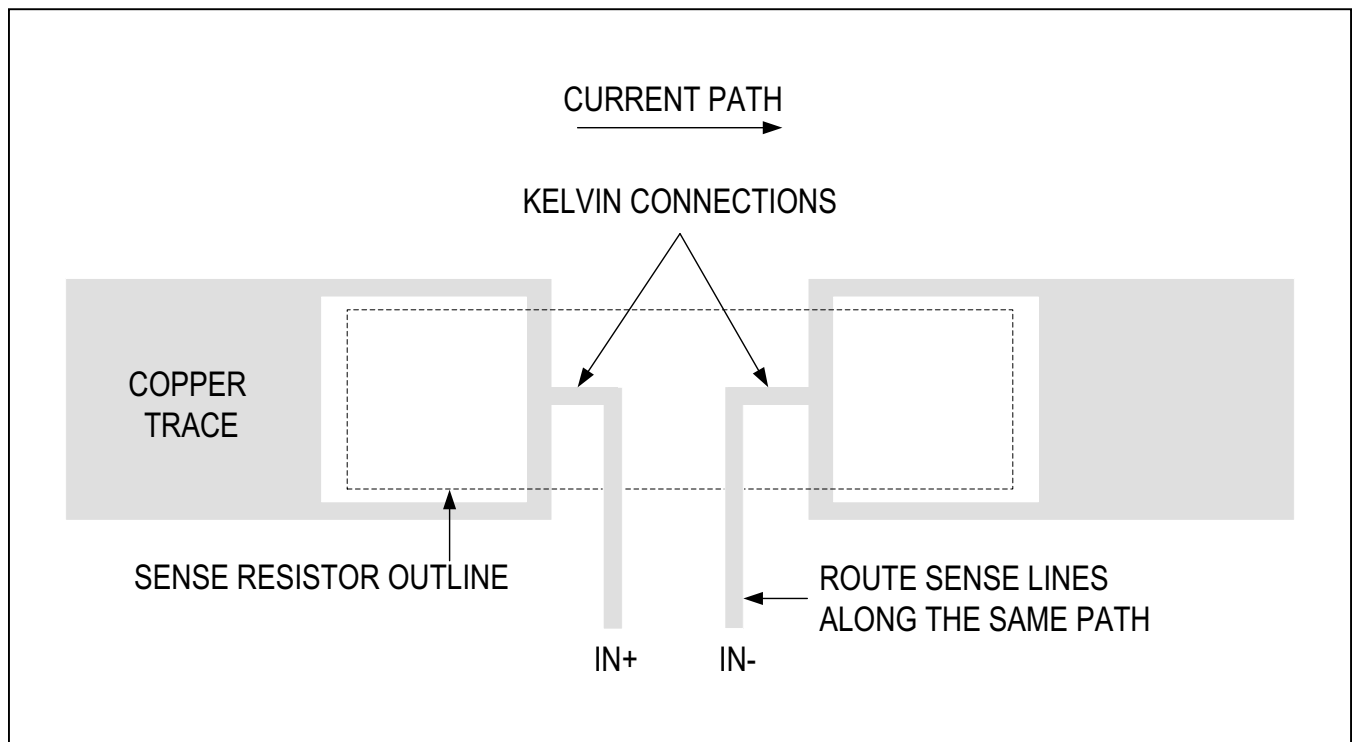 CURRENT PATH
KELVIN CONNECTIONS
COPPER
TRACE
SENSE RESISTOR OUTLINE
ROUTE SENSE LINES
ALONG THE SAME PATH
IN+
IN-